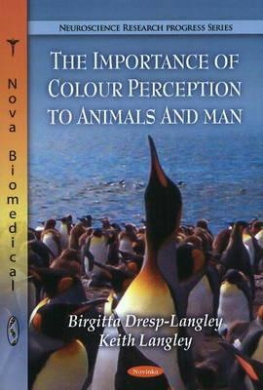 NEUROSCIENCE RESEARCH PROGRESS SERIES
THE IMPORTANCE OF
COLOUR PERCEPTION
TO ANIMALS AND MAN
Nova Biomedical
Birgitta Dresp-Langley
Keith Langley
Novinka